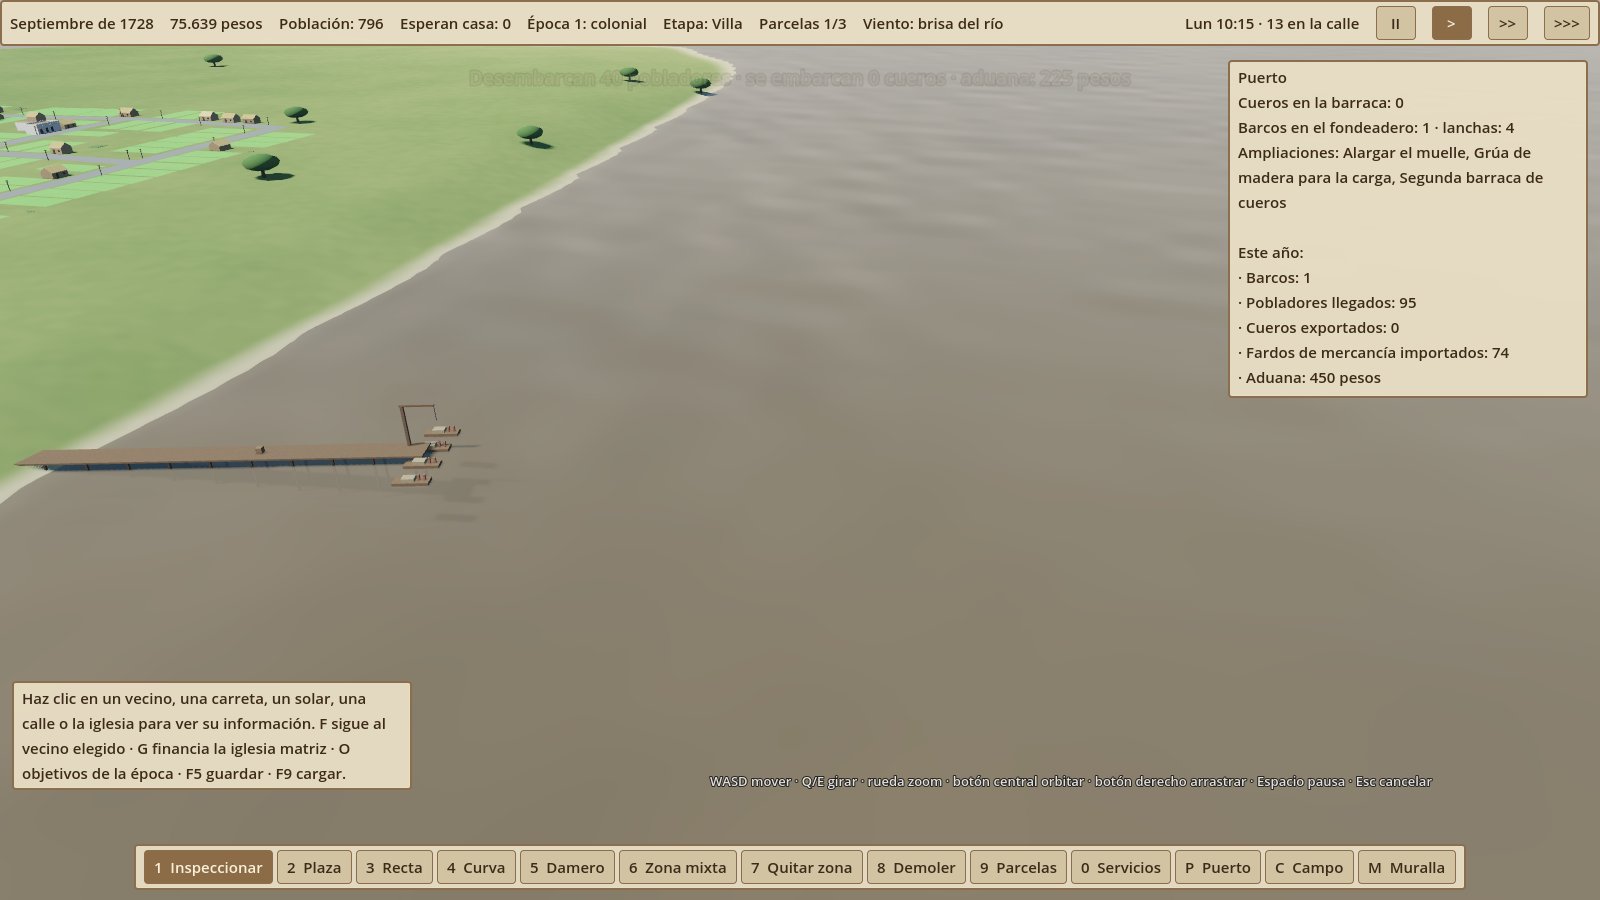 Septiembre de 1728 75.639 pesos Población: 796 Esperan casa: 0 Época 1: colonial Etapa: Villa Parcelas 1/3 Viento: brisa del río Lun 10:15 · 13 en la calle II > >> >>>
Desembarcan 40 pobladores · se embarcan 0 cueros · aduana: 225 pesos
Puerto
Cueros en la barraca: 0
Barcos en el fondeadero: 1 · lanchas: 4
Ampliaciones: Alargar el muelle, Grúa de
madera para la carga, Segunda barraca de
cueros
Este año:
· Barcos: 1
· Pobladores llegados: 95
· Cueros exportados: 0
· Fardos de mercancía importados: 74
· Aduana: 450 pesos
Haz clic en un vecino, una carreta, un solar, una
calle o la iglesia para ver su información. F sigue al
vecino elegido · G financia la iglesia matriz · O
objetivos de la época · F5 guardar · F9 cargar.
WASD mover · Q/E girar · rueda zoom · botón central orbitar · botón derecho arrastrar · Espacio pausa · Esc cancelar
1 Inspeccionar 2 Plaza 3 Recta 4 Curva 5 Damero 6 Zona mixta 7 Quitar zona 8 Demoler 9 Parcelas 0 Servicios P Puerto C Campo M Muralla